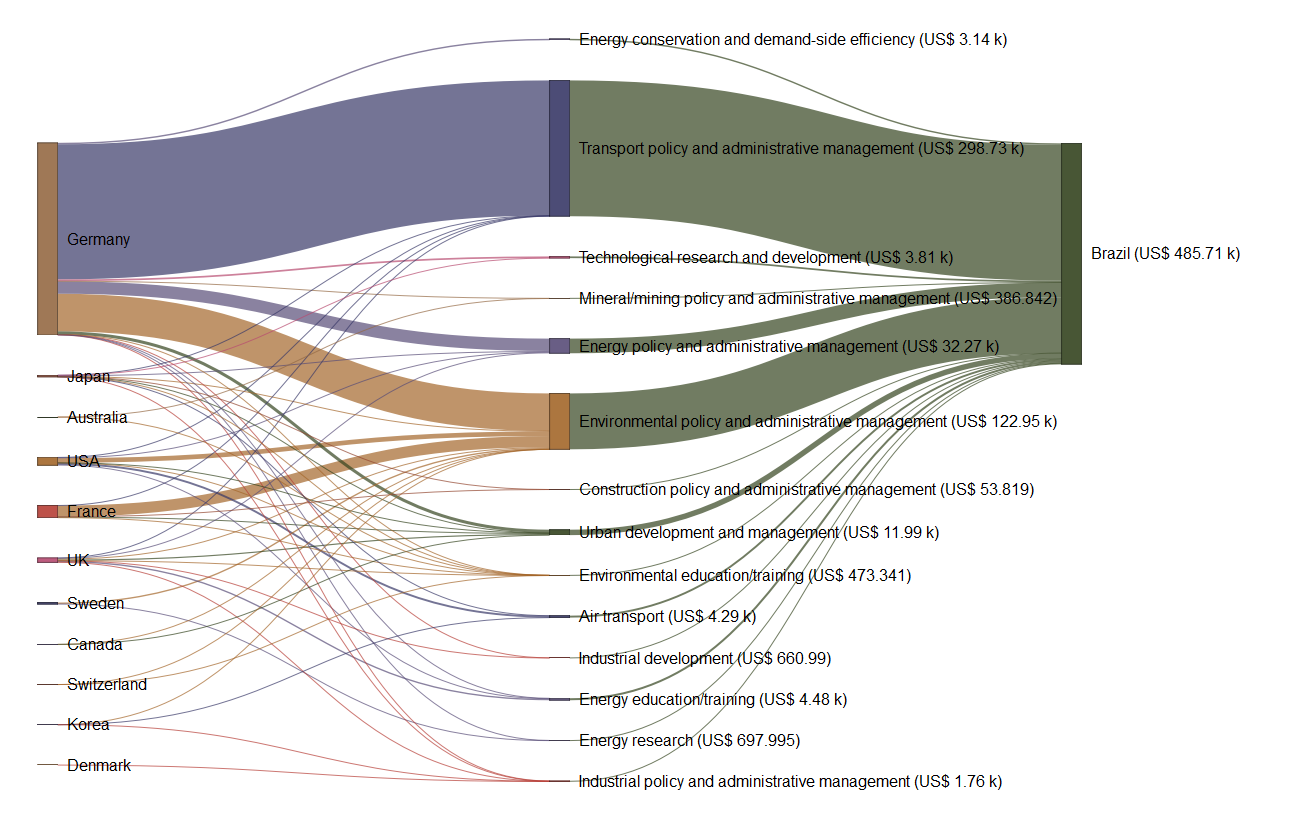 Energy conservation and demand-side efficiency (US$ 3.14 k)
Transport policy and administrative management (US$ 298.73 k)
Germany
Brazil (US$ 485.71 k)
Technological research and development (US$ 3.81 k)
Mineral/mining policy and administrative management (US$ 386.842)
Energy policy and administrative management (US$ 32.27 k)
Japan
Australia
Environmental policy and administrative management (US$ 122.95 k)
USA
Construction policy and administrative management (US$ 53.819)
France
Urban development and management (US$ 11.99 k)
UK
Environmental education/training (US$ 473.341)
Sweden
Air transport (US$ 4.29 k)
Canada
Industrial development (US$ 660.99)
Switzerland
Energy education/training (US$ 4.48 k)
Korea
Energy research (US$ 697.995)
Denmark
Industrial policy and administrative management (US$ 1.76 k)